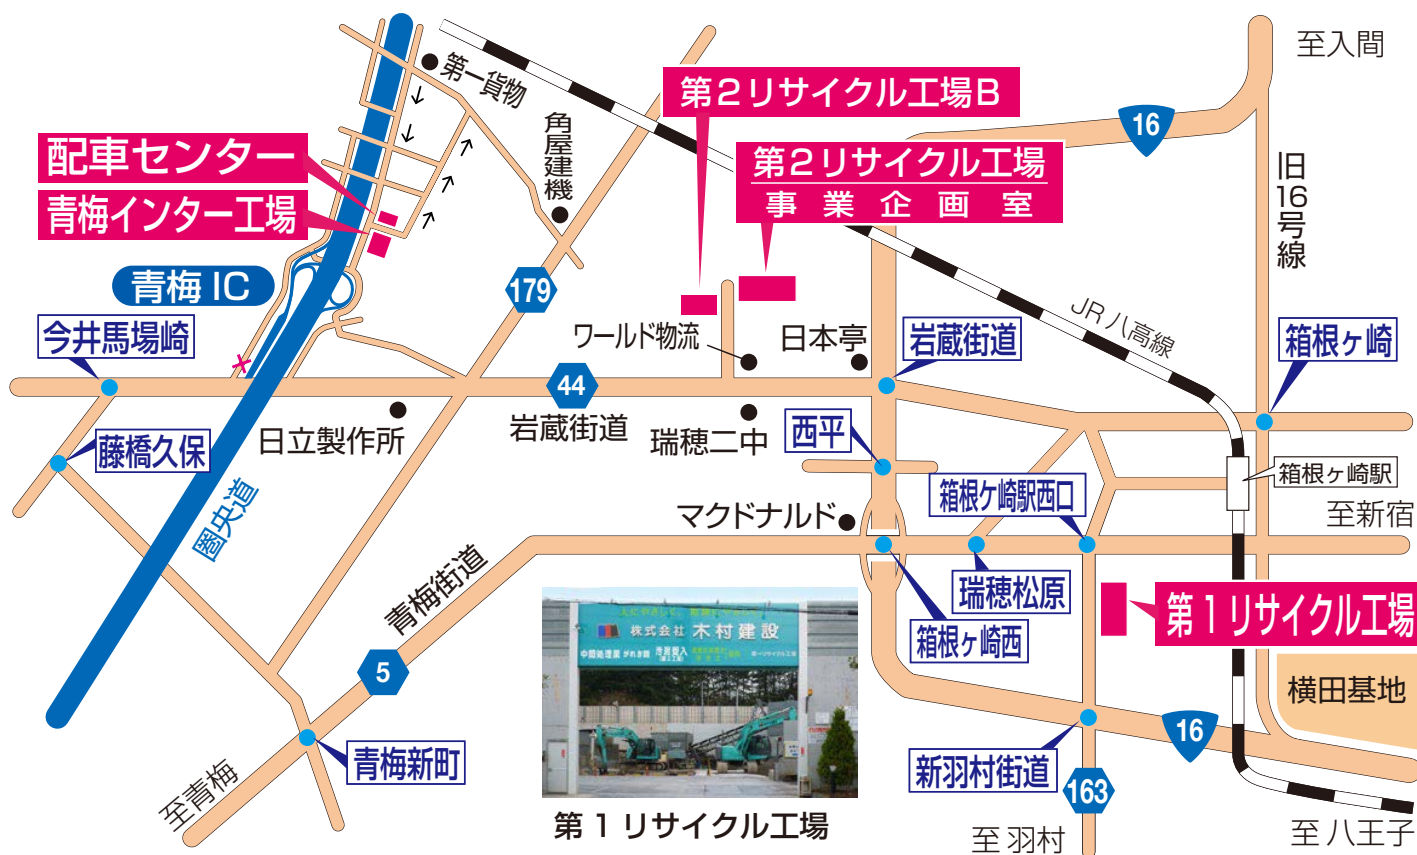 至入間
第一貨物
第2リサイクル工場B
16
角屋建機
配車センター
第2リサイクル工場
事業企画室
旧16号線
青梅インター工場
青梅 IC
179
JR 八高線
今井馬場崎
ワールド物流
日本亭
岩蔵街道
箱根ヶ崎
44
岩蔵街道
日立製作所
瑞穂二中
西平
藤橋久保
箱根ケ崎駅西口
箱根ヶ崎駅
圏央道
マクドナルド
至新宿
青梅街道
瑞穂松原
第1リサイクル工場
箱根ヶ崎西
株式会社 木村建設
中間処理業 がれき類
5
横田基地
16
青梅新町
新羽村街道
163
至青梅
第1リサイクル工場
至 羽村
至 八王子